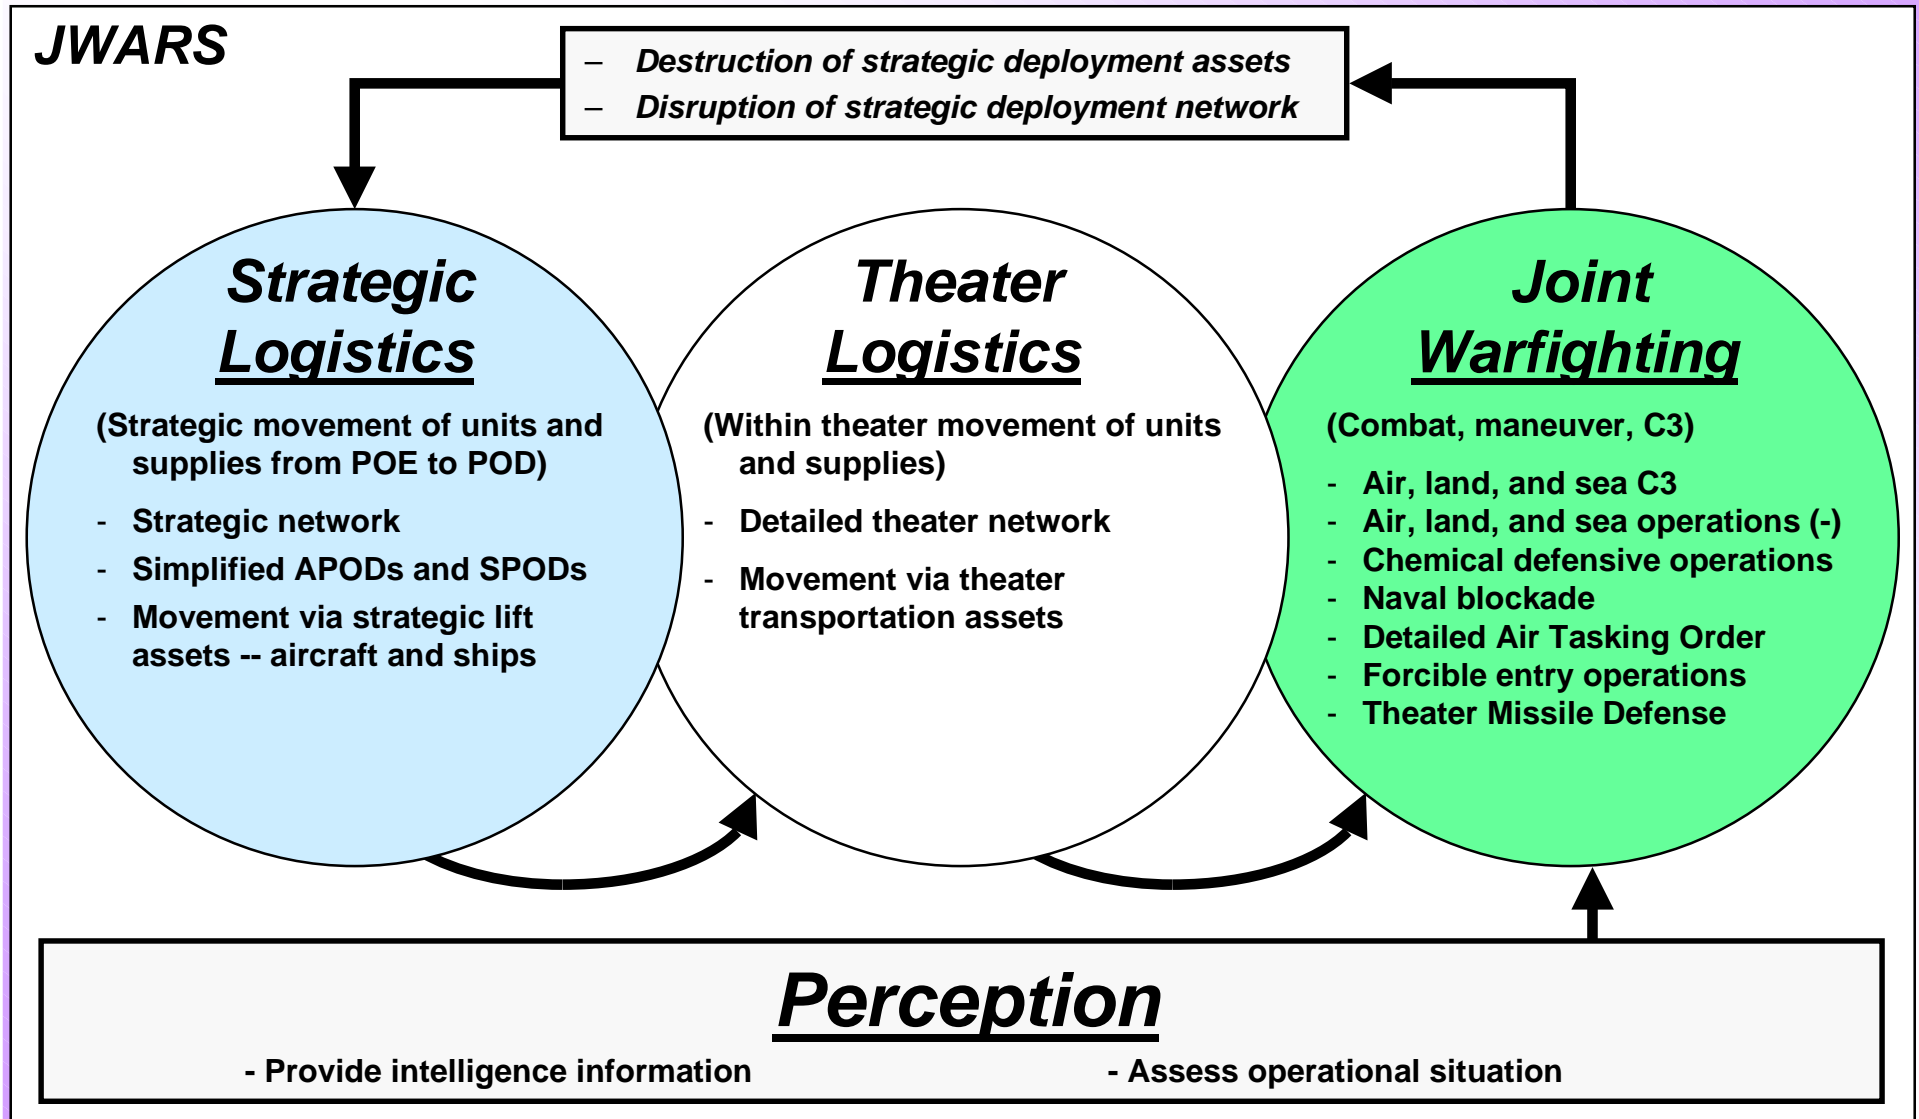 JWARS
– Destruction of strategic deployment assets
– Disruption of strategic deployment network
Strategic
Logistics
(Strategic movement of units and
supplies from POE to POD)
- Strategic network
- Simplified APODs and SPODs
- Movement via strategic lift
assets -- aircraft and ships
Theater
Logistics
(Within theater movement of units
and supplies)
- Detailed theater network
- Movement via theater
transportation assets
Joint
Warfighting
(Combat, maneuver, C3)
- Air, land, and sea C3
- Air, land, and sea operations (-)
- Chemical defensive operations
- Naval blockade
- Detailed Air Tasking Order
- Forcible entry operations
- Theater Missile Defense
Perception
- Provide intelligence information
- Assess operational situation